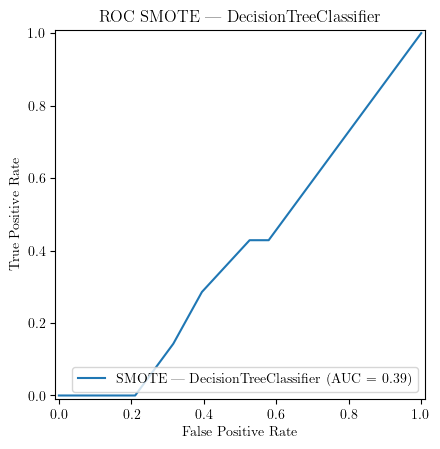 ROC SMOTE — DecisionTreeClassifier
True Positive Rate
1.0
0.8
0.6
0.4
0.2
0.0
SMOTE — DecisionTreeClassifier (AUC = 0.39)
0.0 0.2 0.4 0.6 0.8 1.0
False Positive Rate